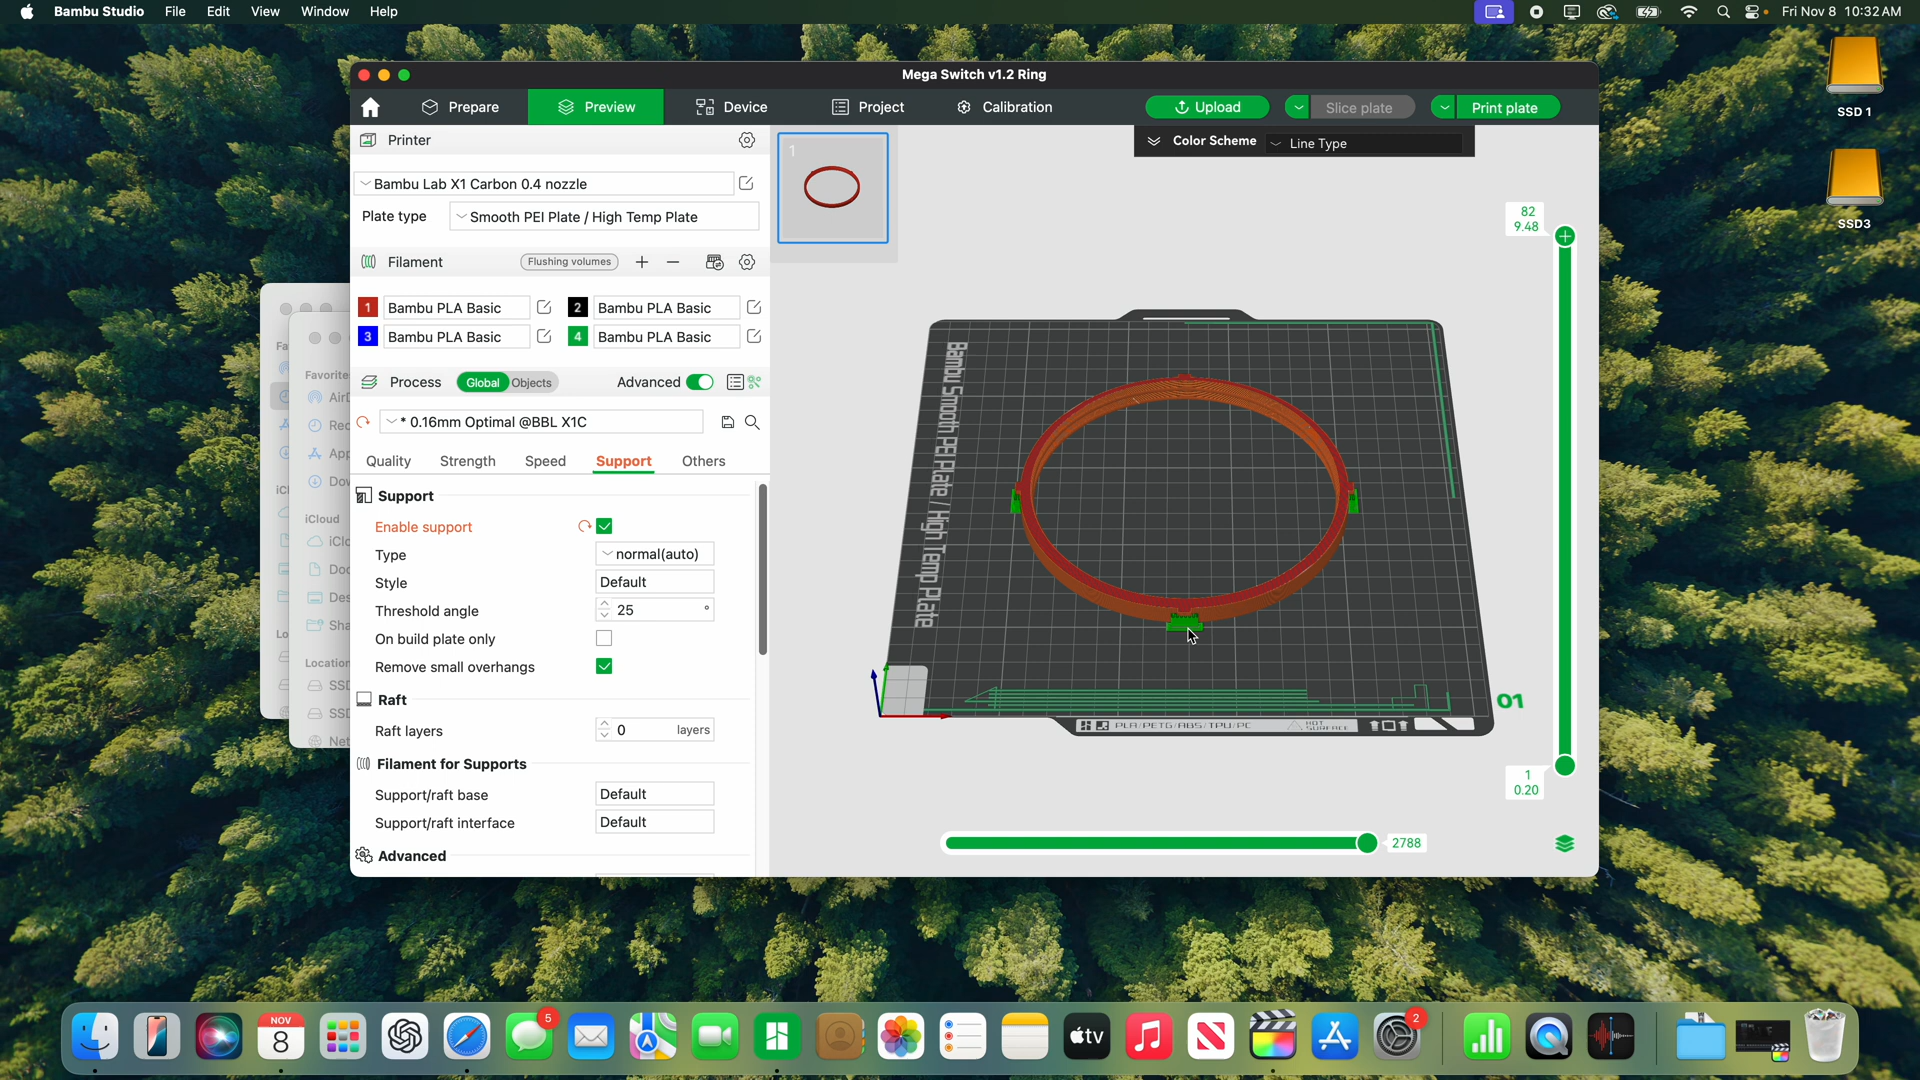 Bambu Studio File Edit View Window Help
Fri Nov 8 10:32 AM
SSD 1
SSD3
Mega Switch v1.2 Ring
Prepare Preview Device Project Calibration Upload Slice plate Print plate
Printer
Bambu Lab X1 Carbon 0.4 nozzle
Plate type Smooth PEI Plate / High Temp Plate
Filament Flushing volumes
1 Bambu PLA Basic 2 Bambu PLA Basic
3 Bambu PLA Basic 4 Bambu PLA Basic
Process Global Objects Advanced
* 0.16mm Optimal @BBL X1C
Quality Strength Speed Support Others
Support
Enable support
Type normal(auto)
Style Default
Threshold angle 25 °
On build plate only
Remove small overhangs
Raft
Raft layers 0 layers
Filament for Supports
Support/raft base Default
Support/raft interface Default
Advanced
1
Color Scheme Line Type
82
9.48
Bambu Smooth PEI Plate / High Temp Plate
PLA/PETG/ABS/TPU/PC
HOT SURFACE
01
1
0.20
2788
Favorite
iCloud
Location
NOV
8
5
tv
2